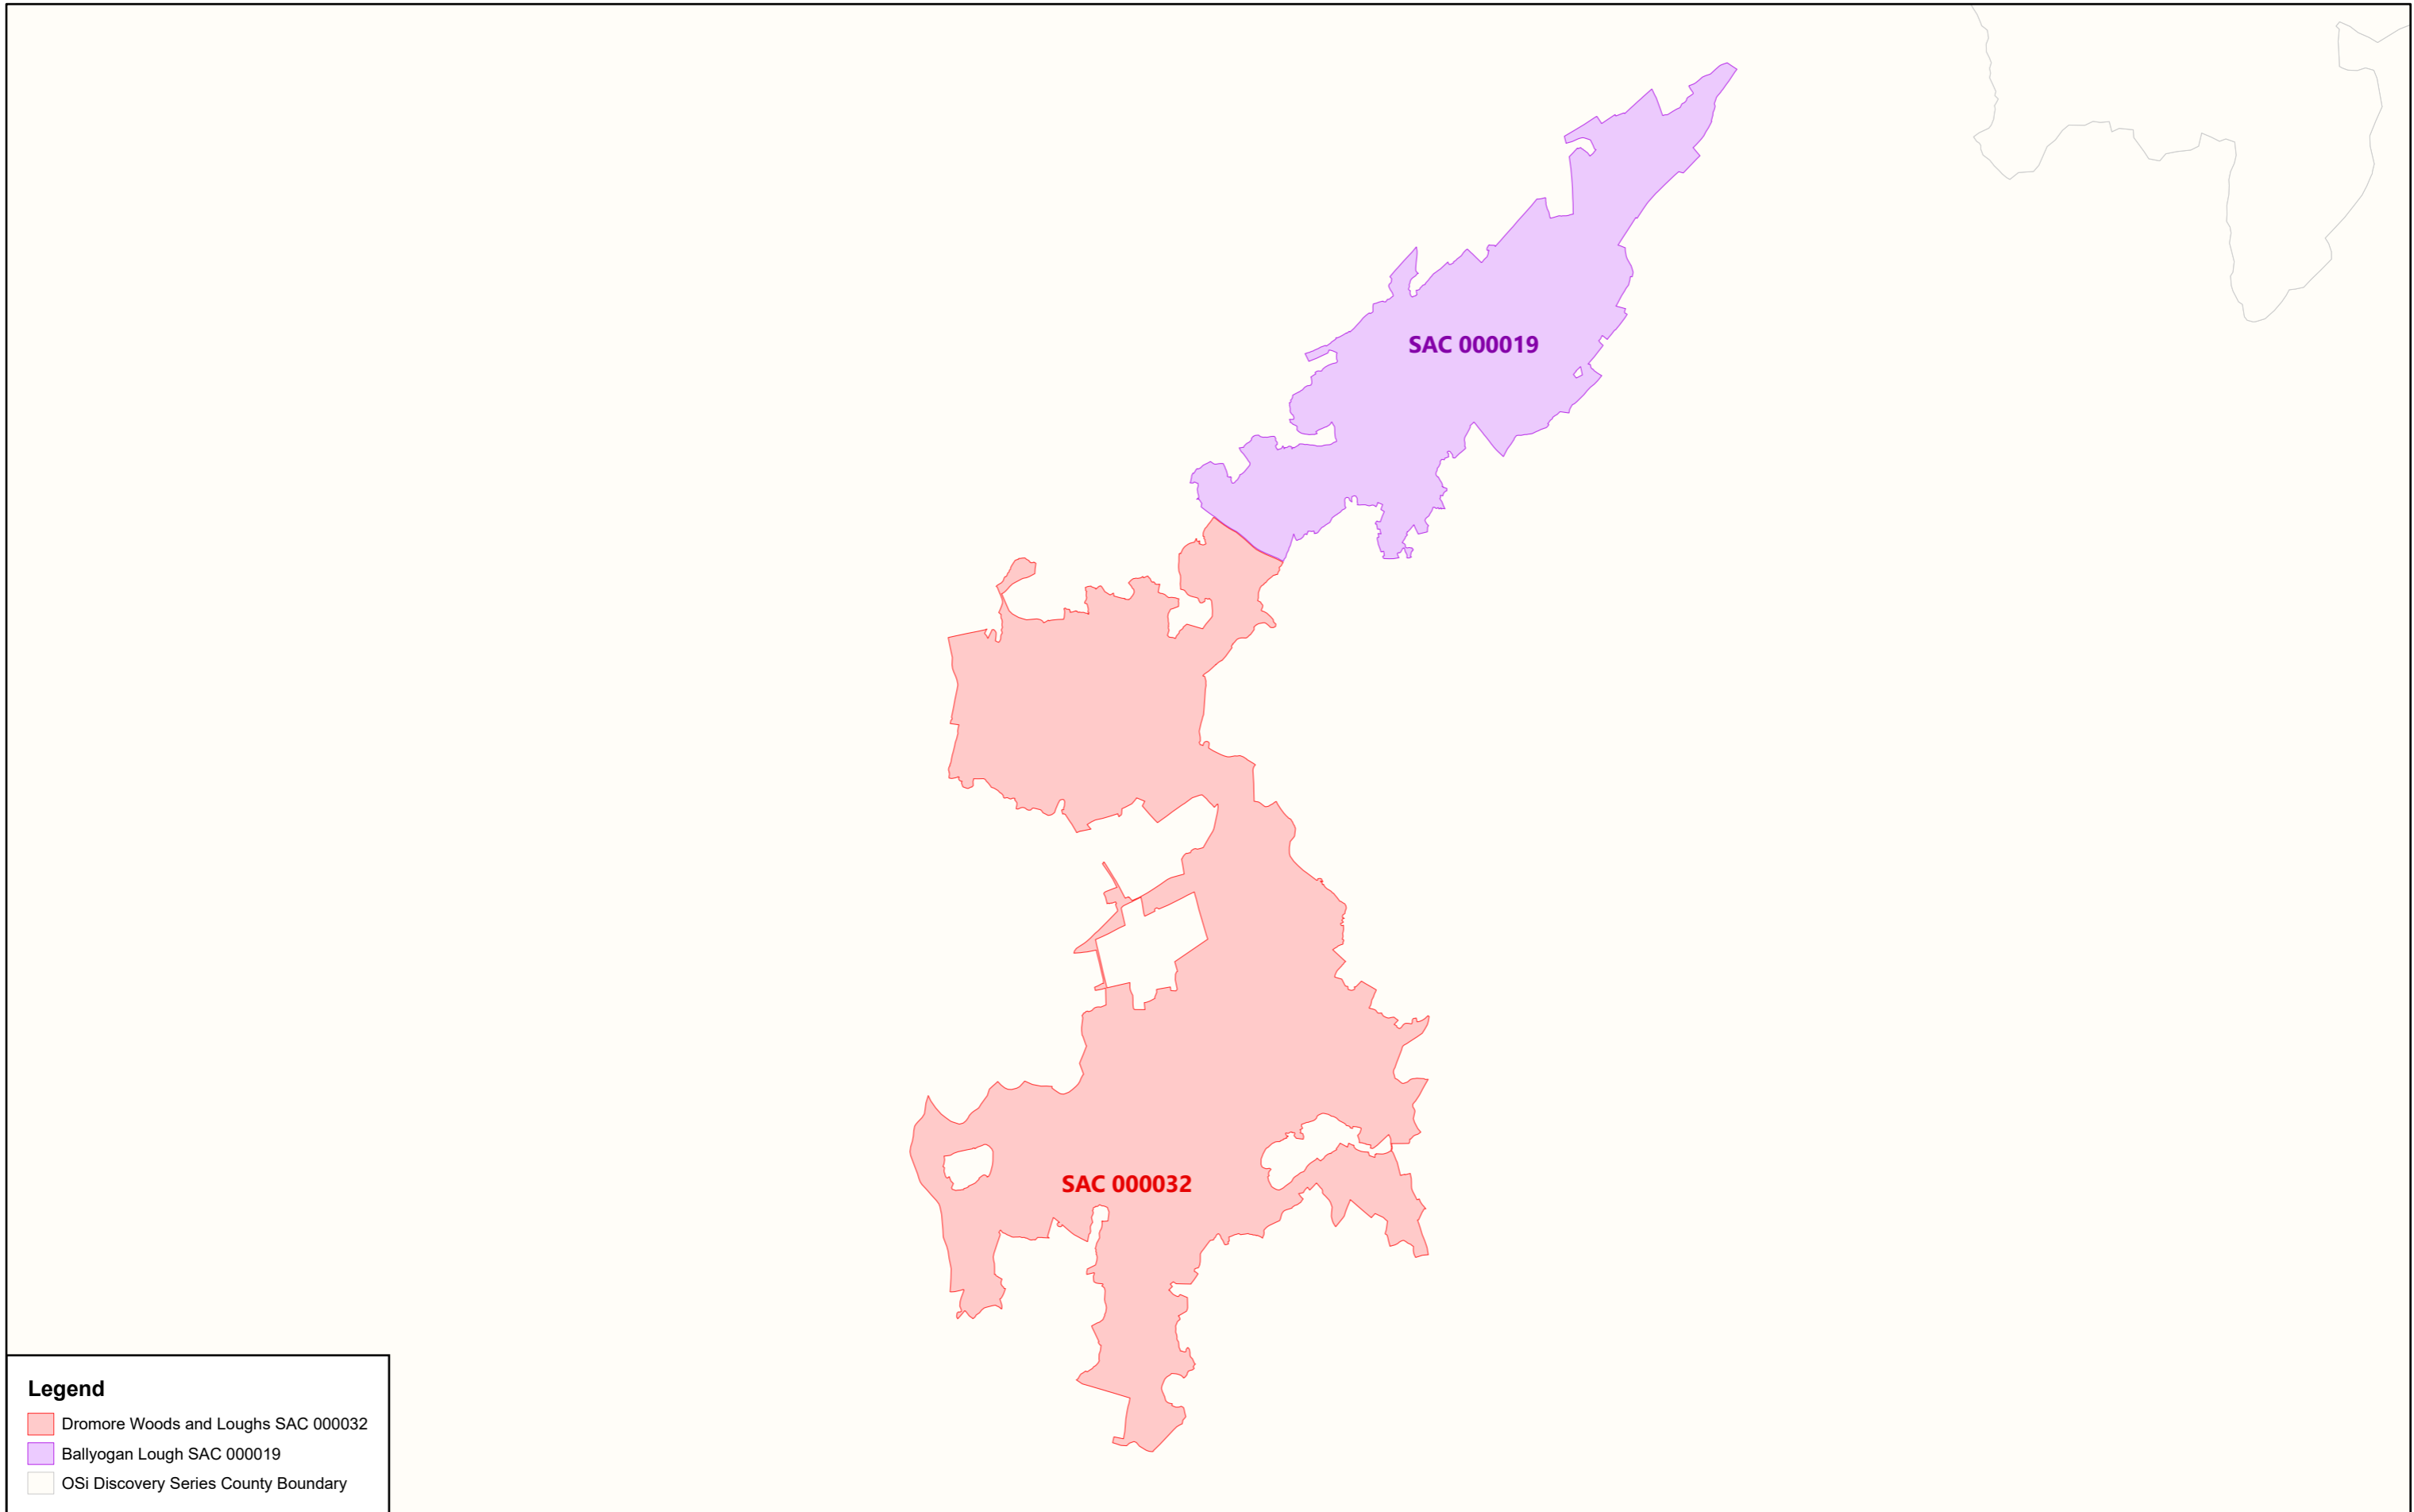 SAC 000019
SAC 000032
Legend
Dromore Woods and Loughs SAC 000032
Ballyogan Lough SAC 000019
OSi Discovery Series County Boundary